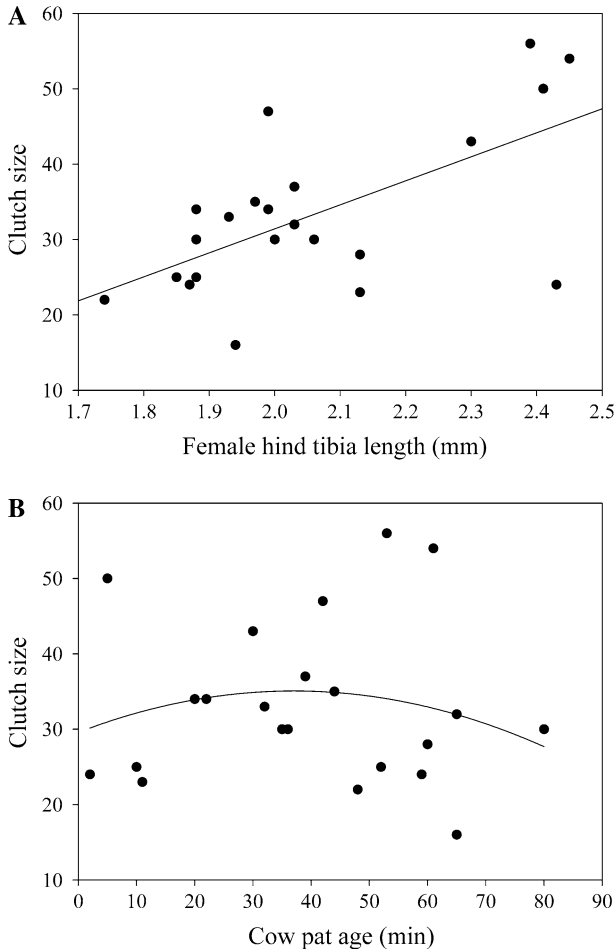 A
60
50
40
30
20
10
Clutch size
1.7 1.8 1.9 2.0 2.1 2.2 2.3 2.4 2.5
Female hind tibia length (mm)
B
60
50
40
30
20
10
Clutch size
0 10 20 30 40 50 60 70 80 90
Cow pat age (min)